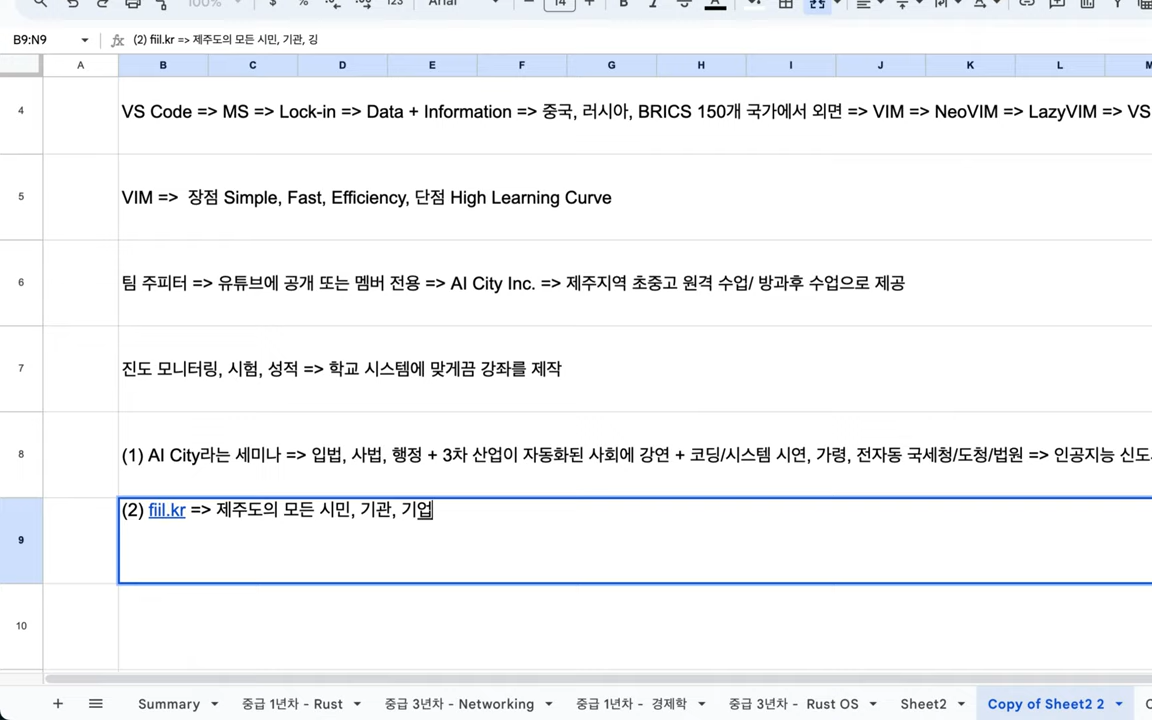 100%
$
%
123
Arial
14
B
B9:N9
fx
(2) fiil.kr => 제주도의 모든 시민, 기관, 깅
A B C D E F G H I J K L M
4
VS Code => MS => Lock-in => Data + Information => 중국, 러시아, BRICS 150개 국가에서 외면 => VIM => NeoVIM => LazyVIM => VS
5
VIM => 장점 Simple, Fast, Efficiency, 단점 High Learning Curve
6
팀 주피터 => 유튜브에 공개 또는 멤버 전용 => AI City Inc. => 제주지역 초중고 원격 수업/ 방과후 수업으로 제공
7
진도 모니터링, 시험, 성적 => 학교 시스템에 맞게끔 강좌를 제작
8
(1) AI City라는 세미나 => 입법, 사법, 행정 + 3차 산업이 자동화된 사회에 강연 + 코딩/시스템 시연, 가령, 전자동 국세청/도청/법원 => 인공지능 신도
9
(2) fiil.kr => 제주도의 모든 시민, 기관, 기업
10
Summary 중급 1년차 - Rust 중급 3년차 - Networking 중급 1년차 - 경제학 중급 3년차 - Rust OS Sheet2 Copy of Sheet2 2